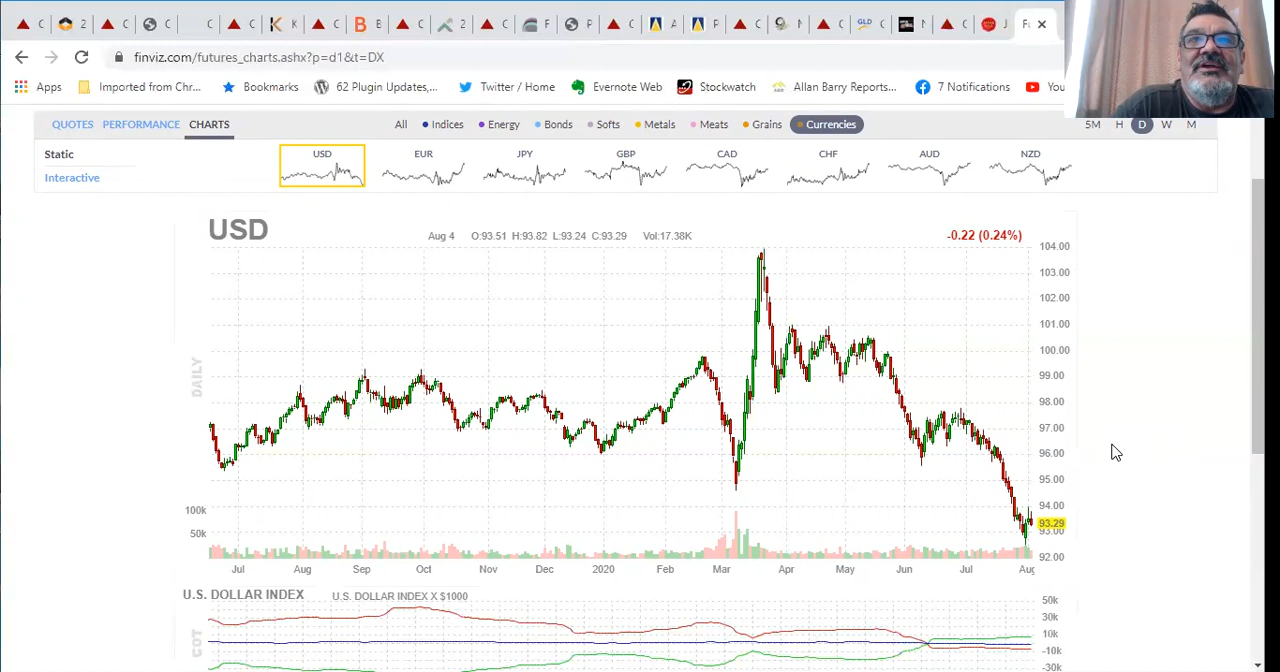 finviz.com/futures_charts.ashx?p=d1&t=DX
Apps Imported from Chr... Bookmarks 62 Plugin Updates,... Twitter / Home Evernote Web Stockwatch Allan Barry Reports... 7 Notifications You
QUOTES PERFORMANCE CHARTS All Indices Energy Bonds Softs Metals Meats Grains Currencies 5M H D W M
Static
Interactive
USD EUR JPY GBP CAD CHF AUD NZD
USD
Aug 4 O:93.51 H:93.82 L:93.24 C:93.29 Vol:17.38K -0.22 (0.24%)
104.00
103.00
102.00
101.00
100.00
99.00
98.00
97.00
96.00
95.00
94.00
93.29
93.00
92.00
DAILY
100k
50k
Jul Aug Sep Oct Nov Dec 2020 Feb Mar Apr May Jun Jul Aug
U.S. DOLLAR INDEX U.S. DOLLAR INDEX X $1000
50k
30k
10k
-10k
-30k
COT